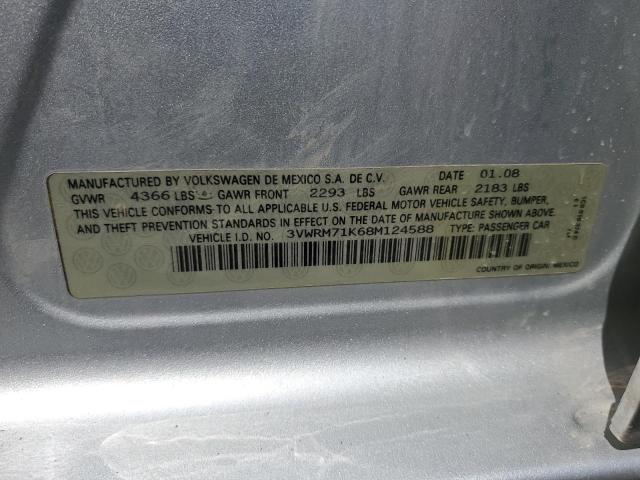 MANUFACTURED BY VOLKSWAGEN DE MEXICO S.A. DE C.V. DATE 01.08
GVWR 4366 LBS GAWR FRONT 2293 LBS GAWR REAR 2183 LBS
THIS VEHICLE CONFORMS TO ALL APPLICABLE U.S. FEDERAL MOTOR VEHICLE SAFETY, BUMPER,
AND THEFT PREVENTION STANDARDS IN EFFECT ON THE DATE OF MANUFACTURE SHOWN ABOVE.
VEHICLE I.D. NO. 3VWRM71K68M124588 TYPE: PASSENGER CAR
COUNTRY OF ORIGIN: MEXICO